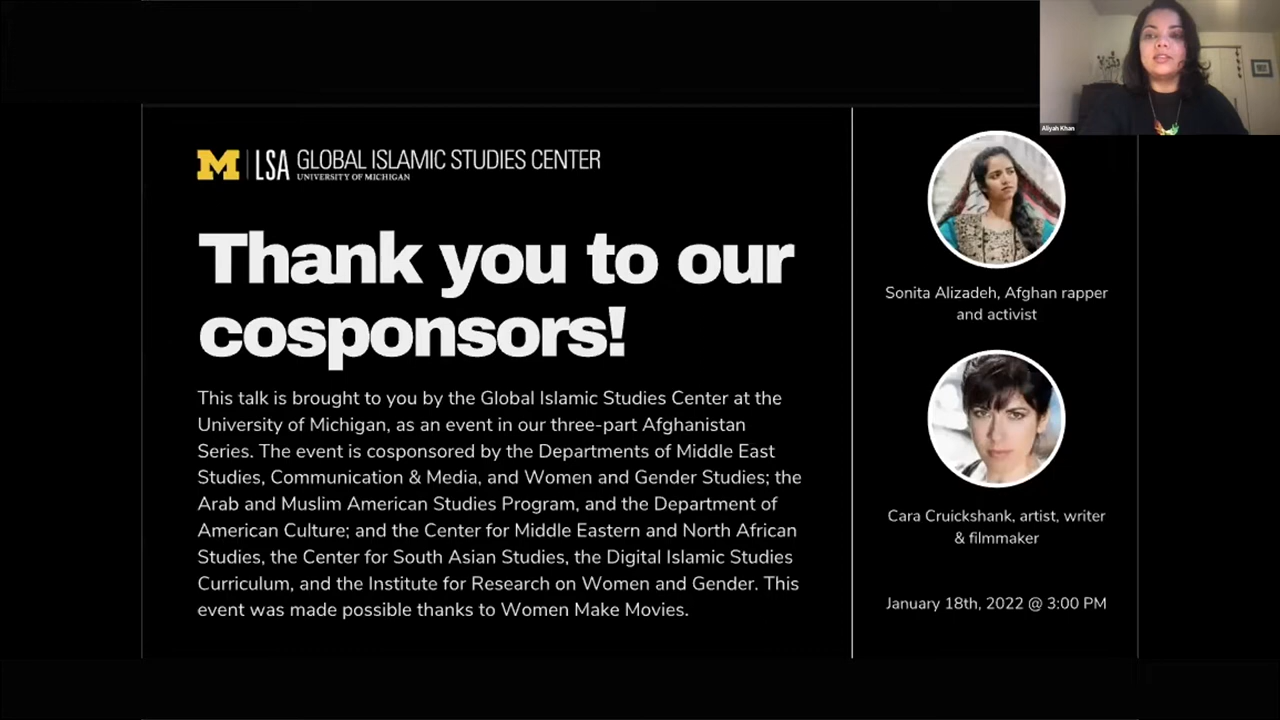 Aliyah Khan
M LSA GLOBAL ISLAMIC STUDIES CENTER
UNIVERSITY OF MICHIGAN
Thank you to our
cosponsors!
This talk is brought to you by the Global Islamic Studies Center at the
University of Michigan, as an event in our three-part Afghanistan
Series. The event is cosponsored by the Departments of Middle East
Studies, Communication & Media, and Women and Gender Studies; the
Arab and Muslim American Studies Program, and the Department of
American Culture; and the Center for Middle Eastern and North African
Studies, the Center for South Asian Studies, the Digital Islamic Studies
Curriculum, and the Institute for Research on Women and Gender. This
event was made possible thanks to Women Make Movies.
Sonita Alizadeh, Afghan rapper
and activist
Cara Cruickshank, artist, writer
& filmmaker
January 18th, 2022 @ 3:00 PM